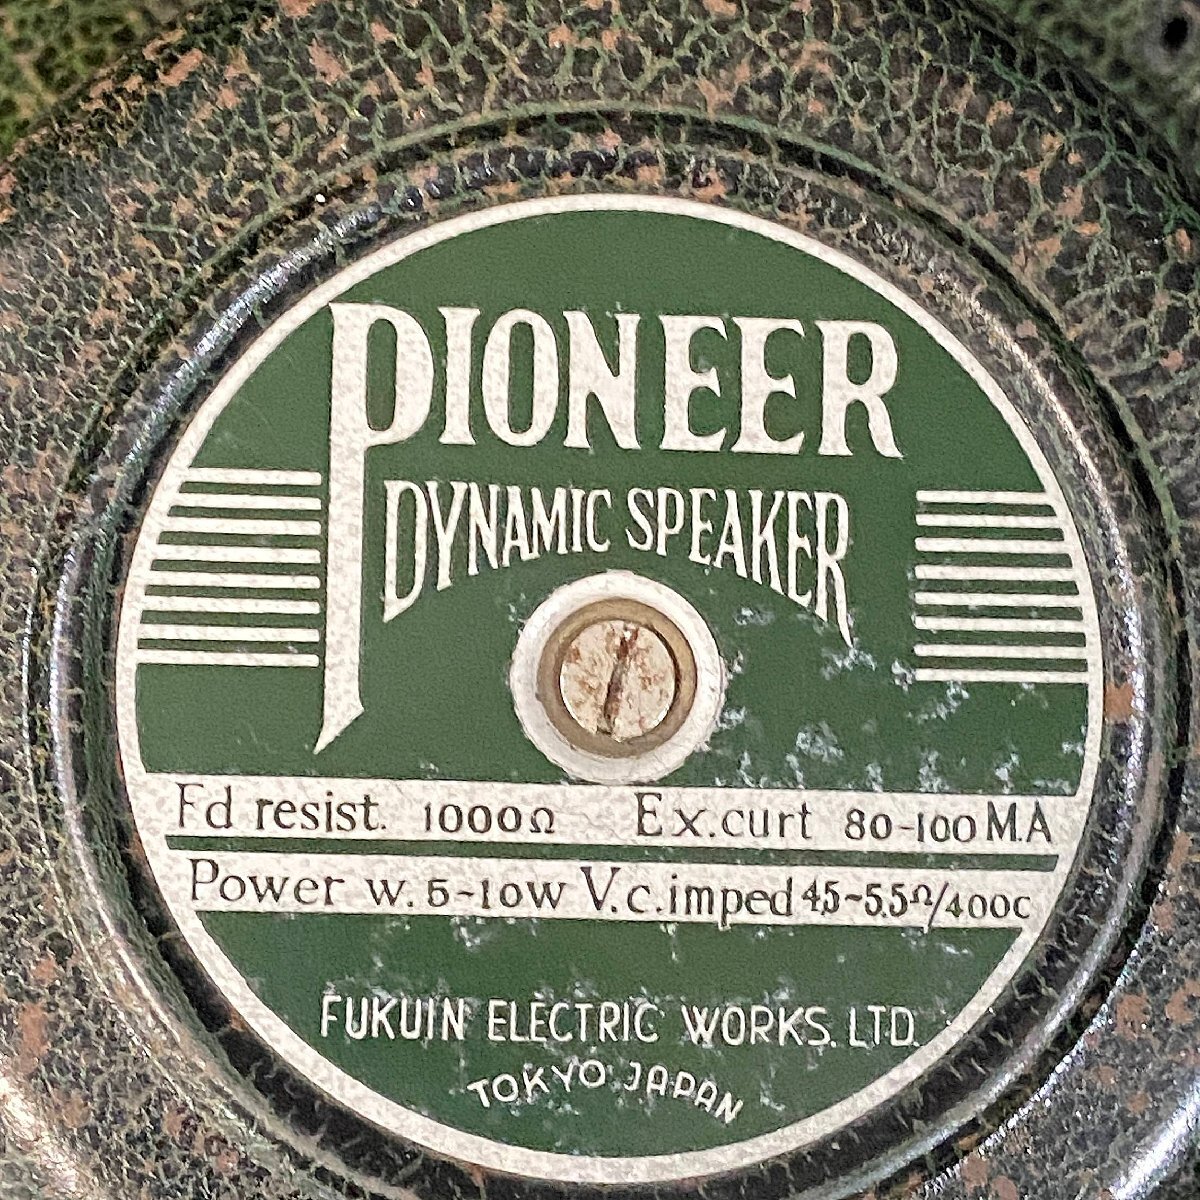 PIONEER
DYNAMIC SPEAKER
Fd resist. 1000Ω Ex.curt 80-100 M.A
Power w. 5~10W V.c.imped 4.5~5.5Ω/400C
FUKUIN ELECTRIC WORKS. LTD.
TOKYO JAPAN